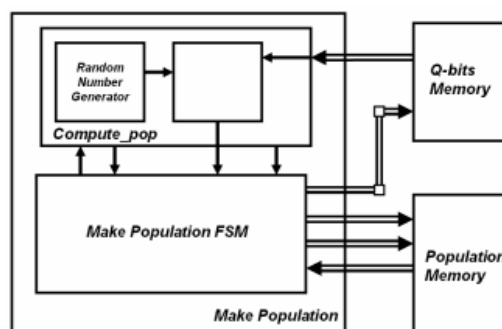 Random
Number
Generator
Compute_pop
Q-bits
Memory
Make Population FSM
Population
Memory
Make Population